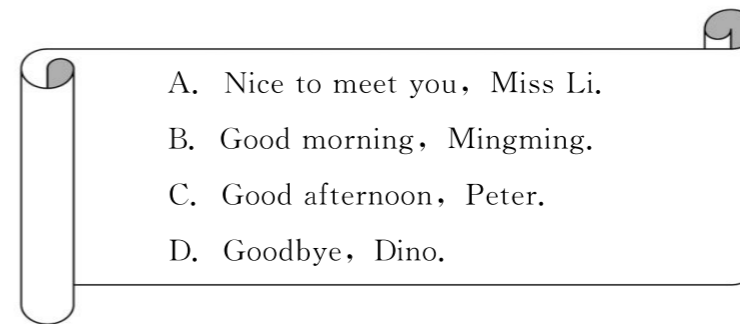 A. Nice to meet you，Miss Li.
B. Good morning，Mingming.
C. Good afternoon，Peter.
D. Goodbye，Dino.